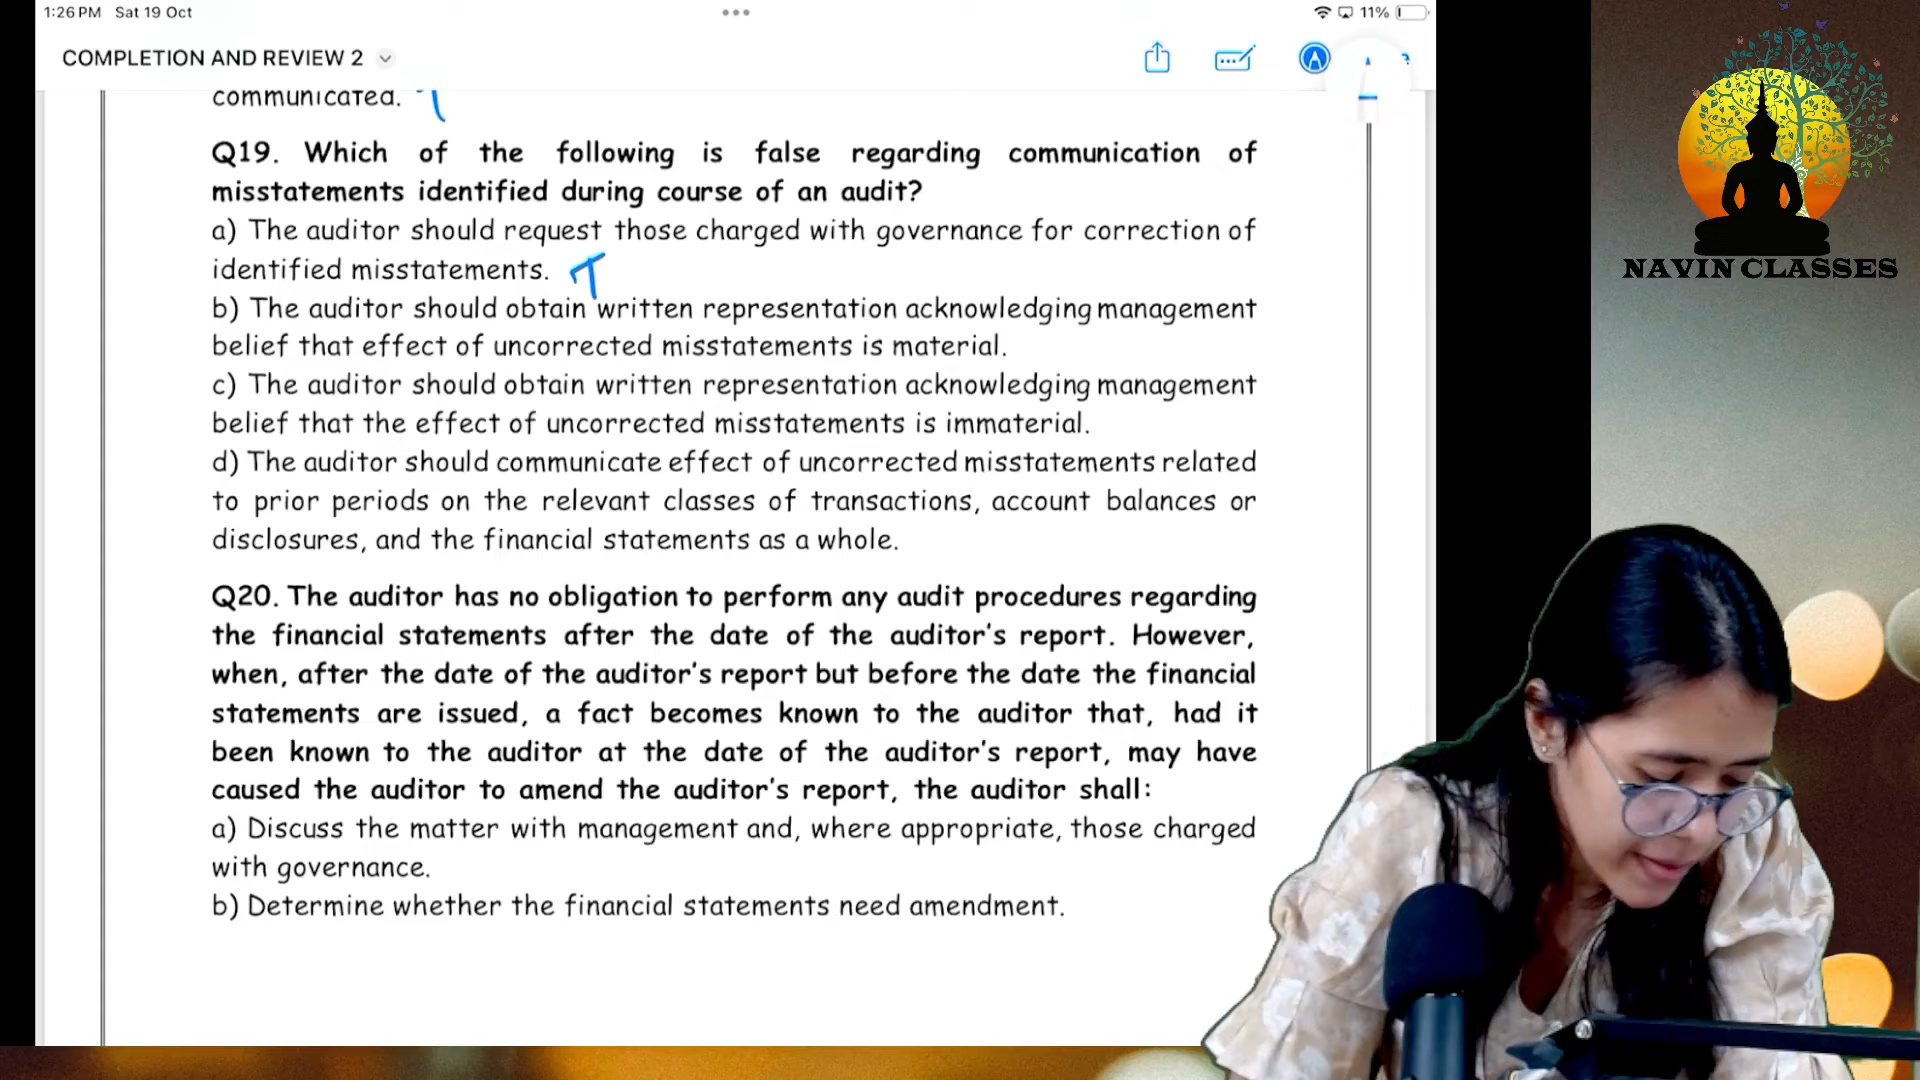 1:26 PM Sat 19 Oct
11%
COMPLETION AND REVIEW 2
communicated.
Q19. Which of the following is false regarding communication of
misstatements identified during course of an audit?
a) The auditor should request those charged with governance for correction of
identified misstatements. T
b) The auditor should obtain written representation acknowledging management
belief that effect of uncorrected misstatements is material.
c) The auditor should obtain written representation acknowledging management
belief that the effect of uncorrected misstatements is immaterial.
d) The auditor should communicate effect of uncorrected misstatements related
to prior periods on the relevant classes of transactions, account balances or
disclosures, and the financial statements as a whole.
Q20. The auditor has no obligation to perform any audit procedures regarding
the financial statements after the date of the auditor's report. However,
when, after the date of the auditor's report but before the date the financial
statements are issued, a fact becomes known to the auditor that, had it
been known to the auditor at the date of the auditor's report, may have
caused the auditor to amend the auditor's report, the auditor shall:
a) Discuss the matter with management and, where appropriate, those charged
with governance.
b) Determine whether the financial statements need amendment.
NAVIN CLASSES